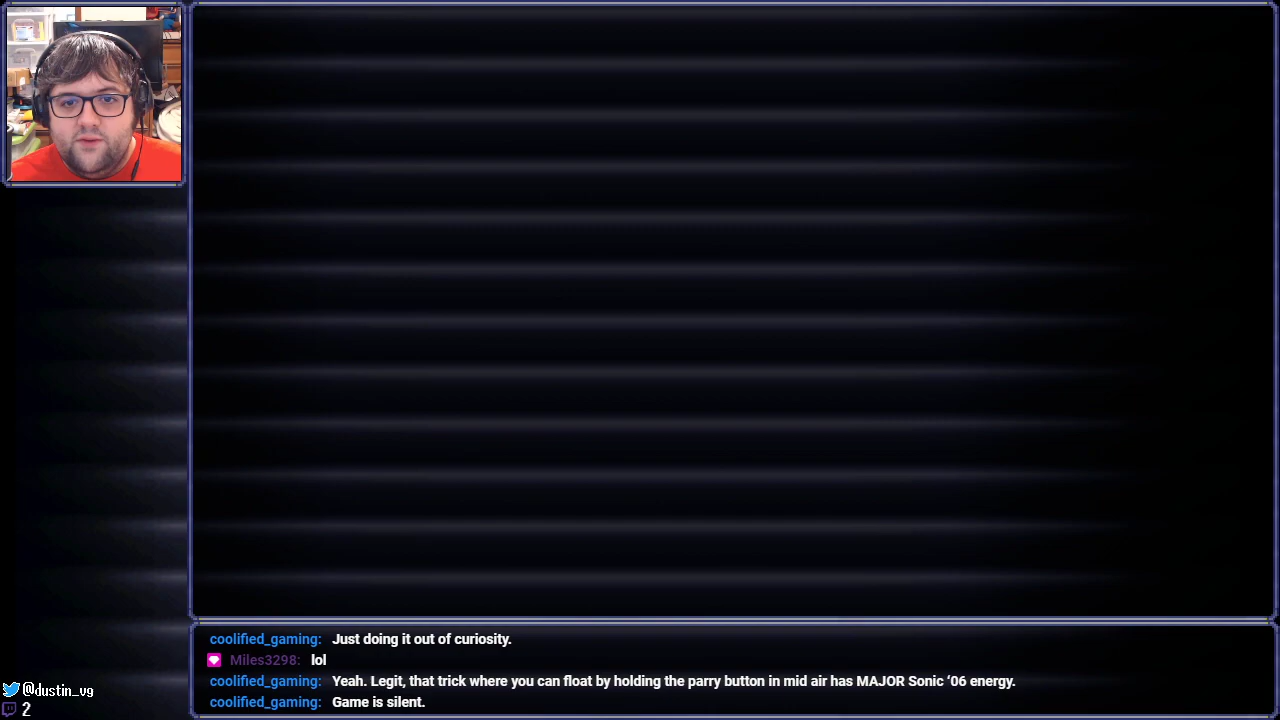 coolified_gaming: Just doing it out of curiosity.
Miles3298: lol
coolified_gaming: Yeah. Legit, that trick where you can float by holding the parry button in mid air has MAJOR Sonic ‘06 energy.
@dustin_vg
coolified_gaming: Game is silent.
2